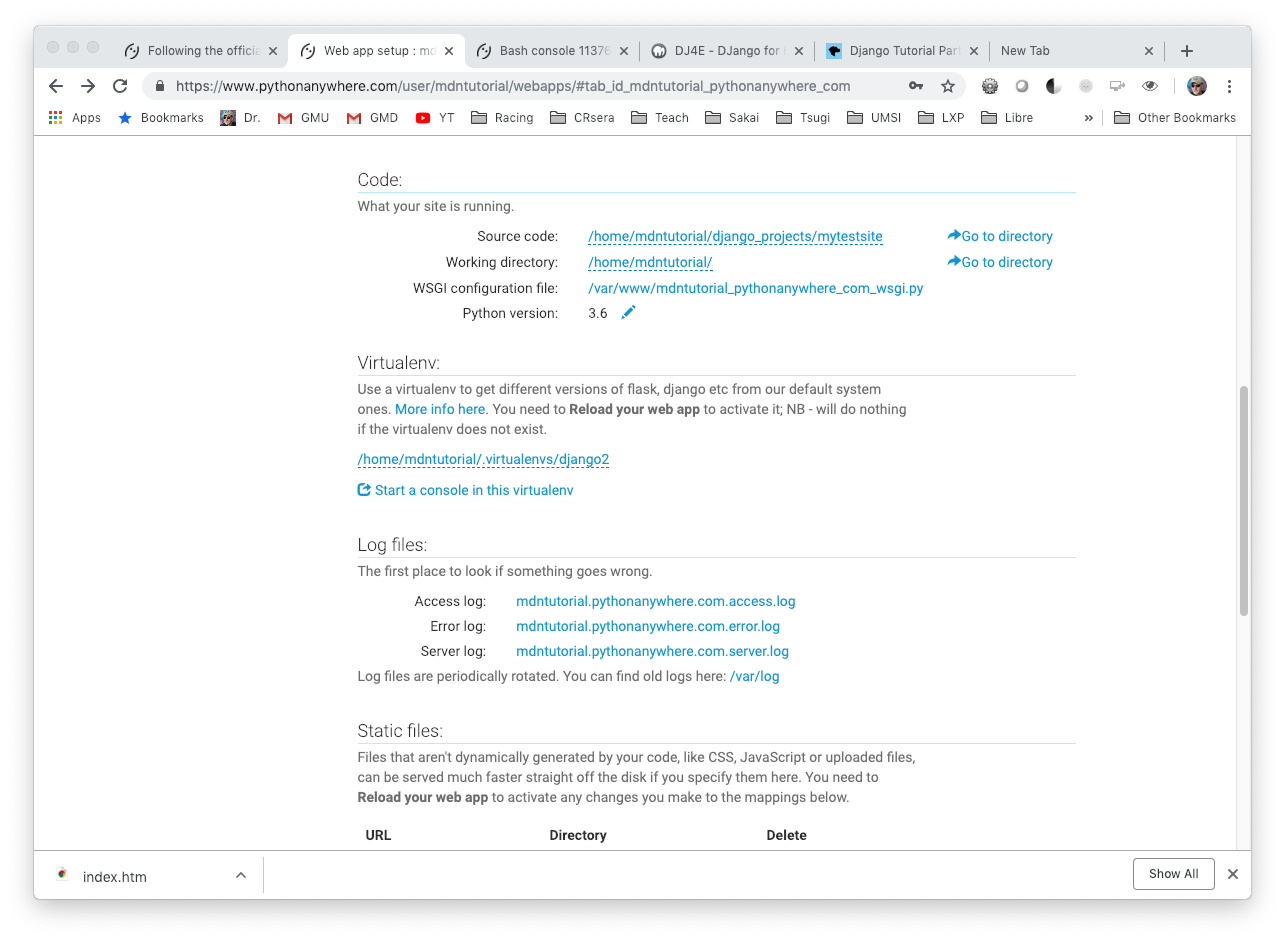 Following the officia
Web app setup : md
Bash console 11376
DJ4E - DJango for
Django Tutorial Part
New Tab
https://www.pythonanywhere.com/user/mdntutorial/webapps/#tab_id_mdntutorial_pythonanywhere_com
Apps Bookmarks Dr. GMU GMD YT Racing CRsera Teach Sakai Tsugi UMSI LXP Libre » Other Bookmarks
Code:
What your site is running.
Source code: /home/mdntutorial/django_projects/mytestsite Go to directory
Working directory: /home/mdntutorial/ Go to directory
WSGI configuration file: /var/www/mdntutorial_pythonanywhere_com_wsgi.py
Python version: 3.6
Virtualenv:
Use a virtualenv to get different versions of flask, django etc from our default system
ones. More info here. You need to Reload your web app to activate it; NB - will do nothing
if the virtualenv does not exist.
/home/mdntutorial/.virtualenvs/django2
Start a console in this virtualenv
Log files:
The first place to look if something goes wrong.
Access log: mdntutorial.pythonanywhere.com.access.log
Error log: mdntutorial.pythonanywhere.com.error.log
Server log: mdntutorial.pythonanywhere.com.server.log
Log files are periodically rotated. You can find old logs here: /var/log
Static files:
Files that aren't dynamically generated by your code, like CSS, JavaScript or uploaded files,
can be served much faster straight off the disk if you specify them here. You need to
Reload your web app to activate any changes you make to the mappings below.
URL Directory Delete
index.htm
Show All